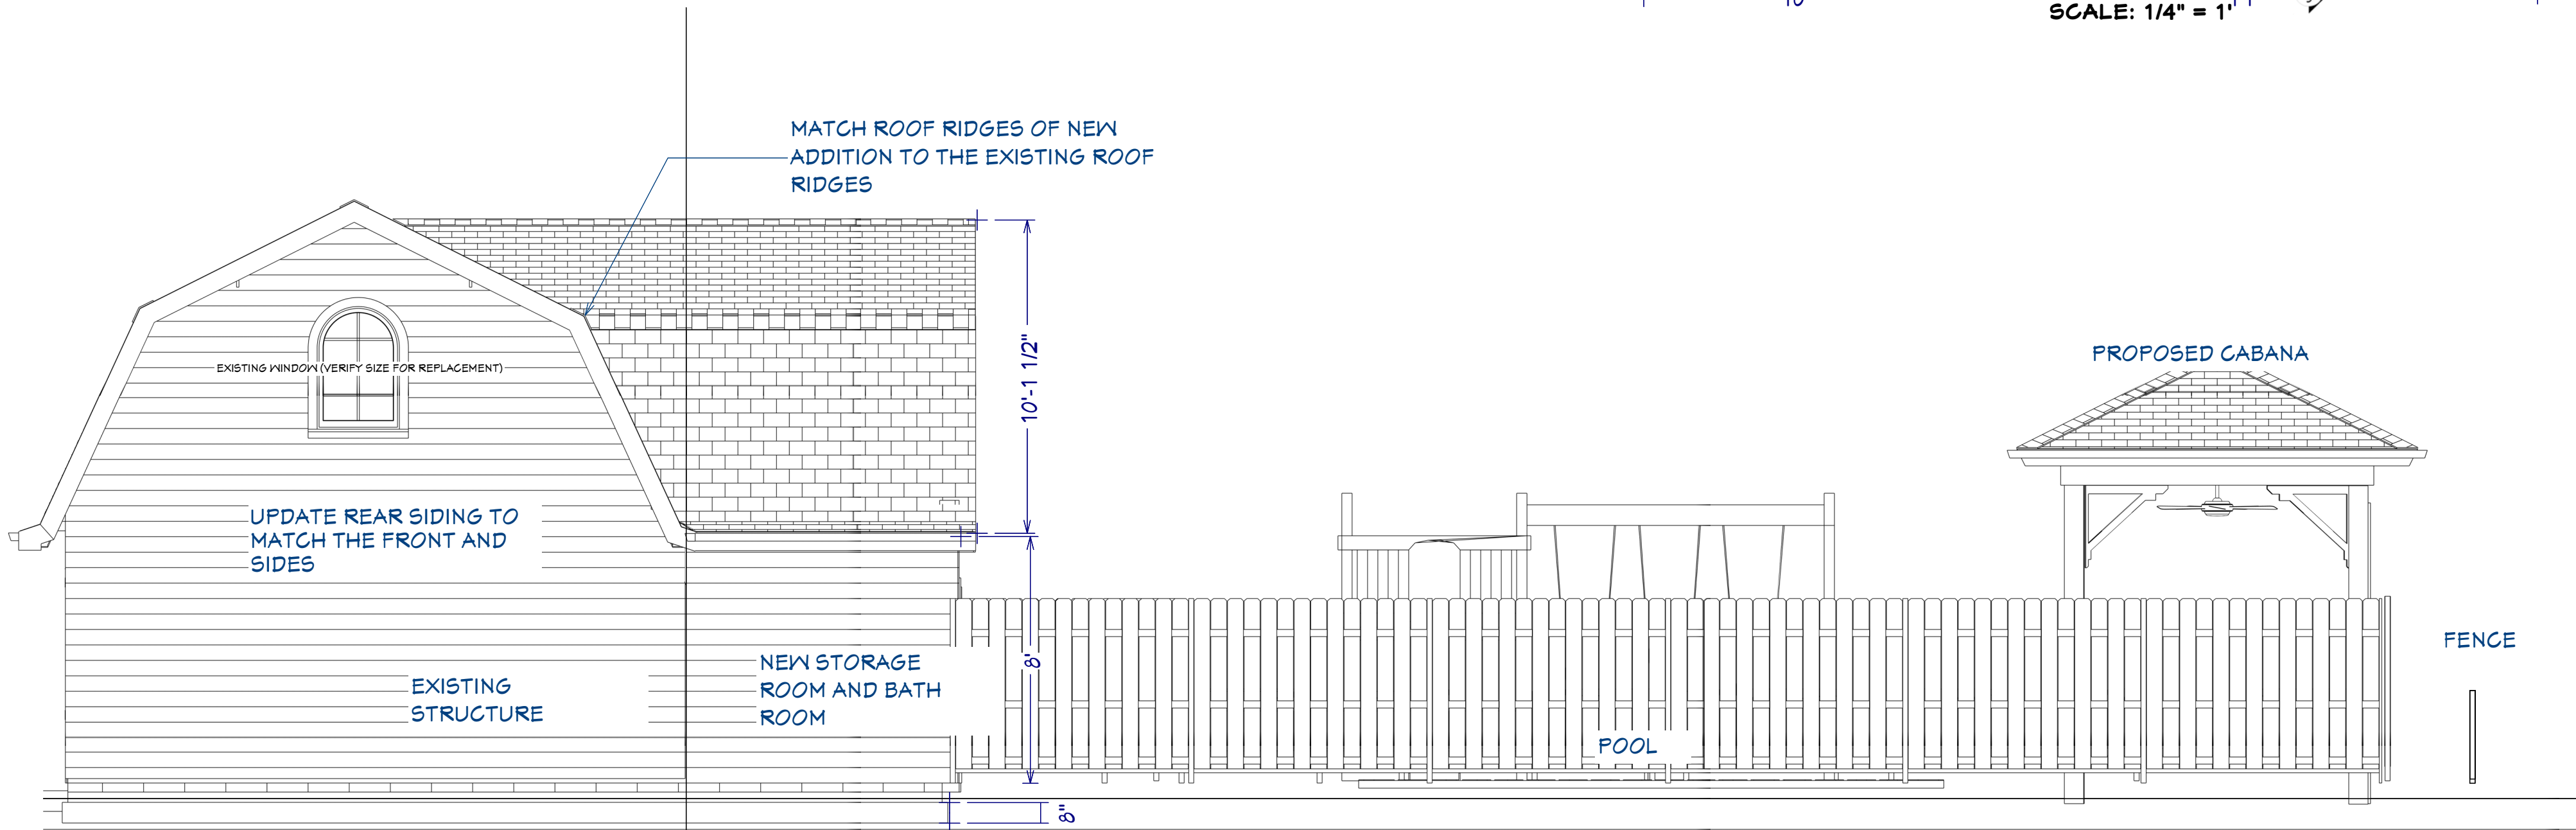 SCALE: 1/4" = 1'
MATCH ROOF RIDGES OF NEW
ADDITION TO THE EXISTING ROOF
RIDGES
10'-1 1/2"
PROPOSED CABANA
EXISTING WINDOW (VERIFY SIZE FOR REPLACEMENT)
UPDATE REAR SIDING TO
MATCH THE FRONT AND
SIDES
FENCE
8'
NEW STORAGE
ROOM AND BATH
ROOM
EXISTING
STRUCTURE
POOL
8"